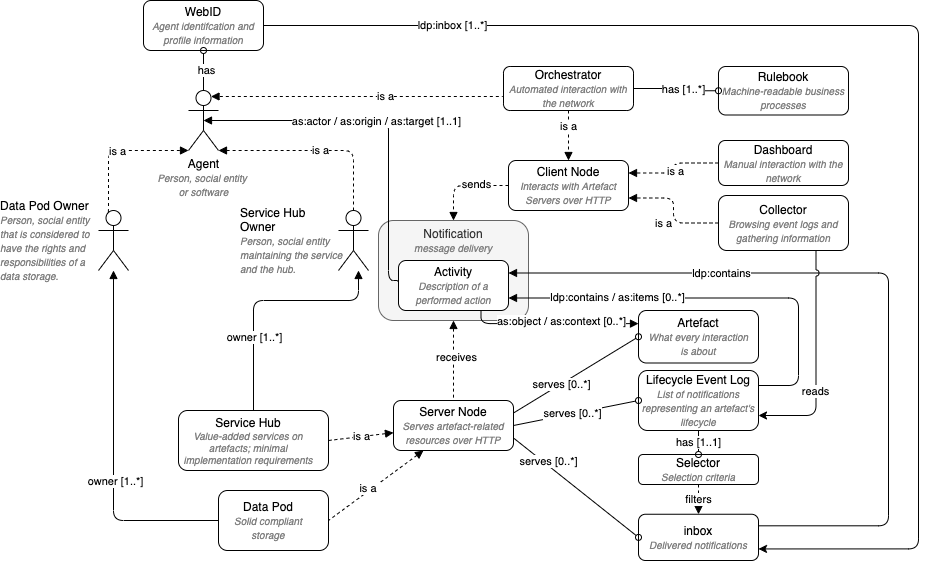 WebID
Agent identifcation and
profile information
ldp:inbox [1..*]
has
Orchestrator
Automated interaction with
the network
has [1..*]
Rulebook
Machine-readable business
processes
is a
as:actor / as:origin / as:target [1..1]
is a
is a
is a
Agent
Person, social entity
or software
Dashboard
Manual interaction with the
network
Client Node
Interacts with Artefact
Servers over HTTP
is a
sends
Collector
Browsing event logs and
gathering information
is a
Data Pod Owner
Person, social entity
that is considered to
have the rights and
responsibilities of a
data storage.
Service Hub
Owner
Person, social entity
maintaining the service
and the hub.
Notification
message delivery
Activity
Description of a
performed action
ldp:contains
ldp:contains / as:items [0..*]
as:object / as:context [0..*]
Artefact
What every interaction
is about
owner [1..*]
receives
serves [0..*]
Lifecycle Event Log
List of notifications
representing an artefact's
lifecycle
reads
Server Node
Serves artefact-related
resources over HTTP
serves [0..*]
Service Hub
Value-added services on
artefacts; minimal
implementation requirements
is a
has [1..1]
serves [0..*]
Selector
Selection criteria
owner [1..*]
is a
filters
Data Pod
Solid compliant
storage
inbox
Delivered notifications